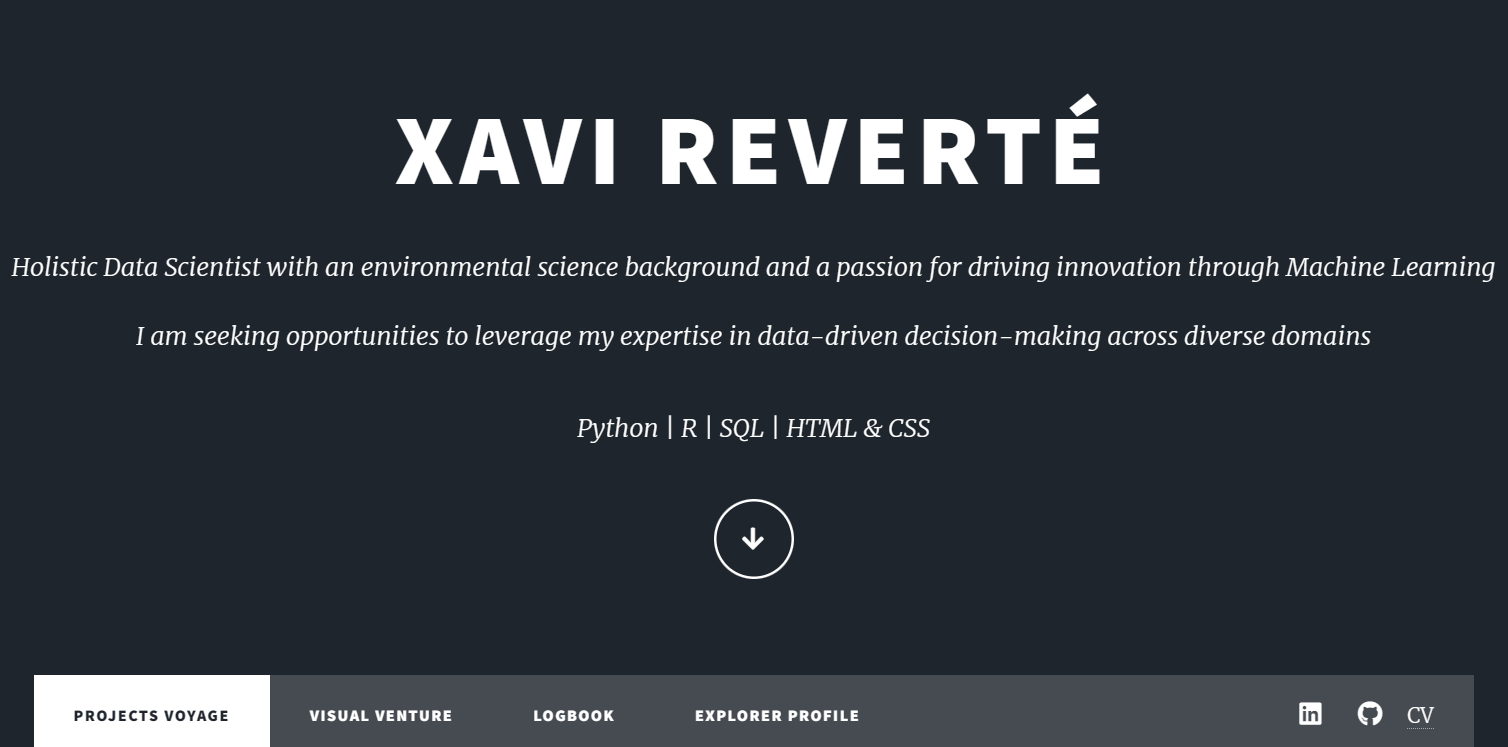 XAVI REVERTÉ
Holistic Data Scientist with an environmental science background and a passion for driving innovation through Machine Learning
I am seeking opportunities to leverage my expertise in data-driven decision-making across diverse domains
Python | R | SQL | HTML & CSS
PROJECTS VOYAGE VISUAL VENTURE LOGBOOK EXPLORER PROFILE in CV